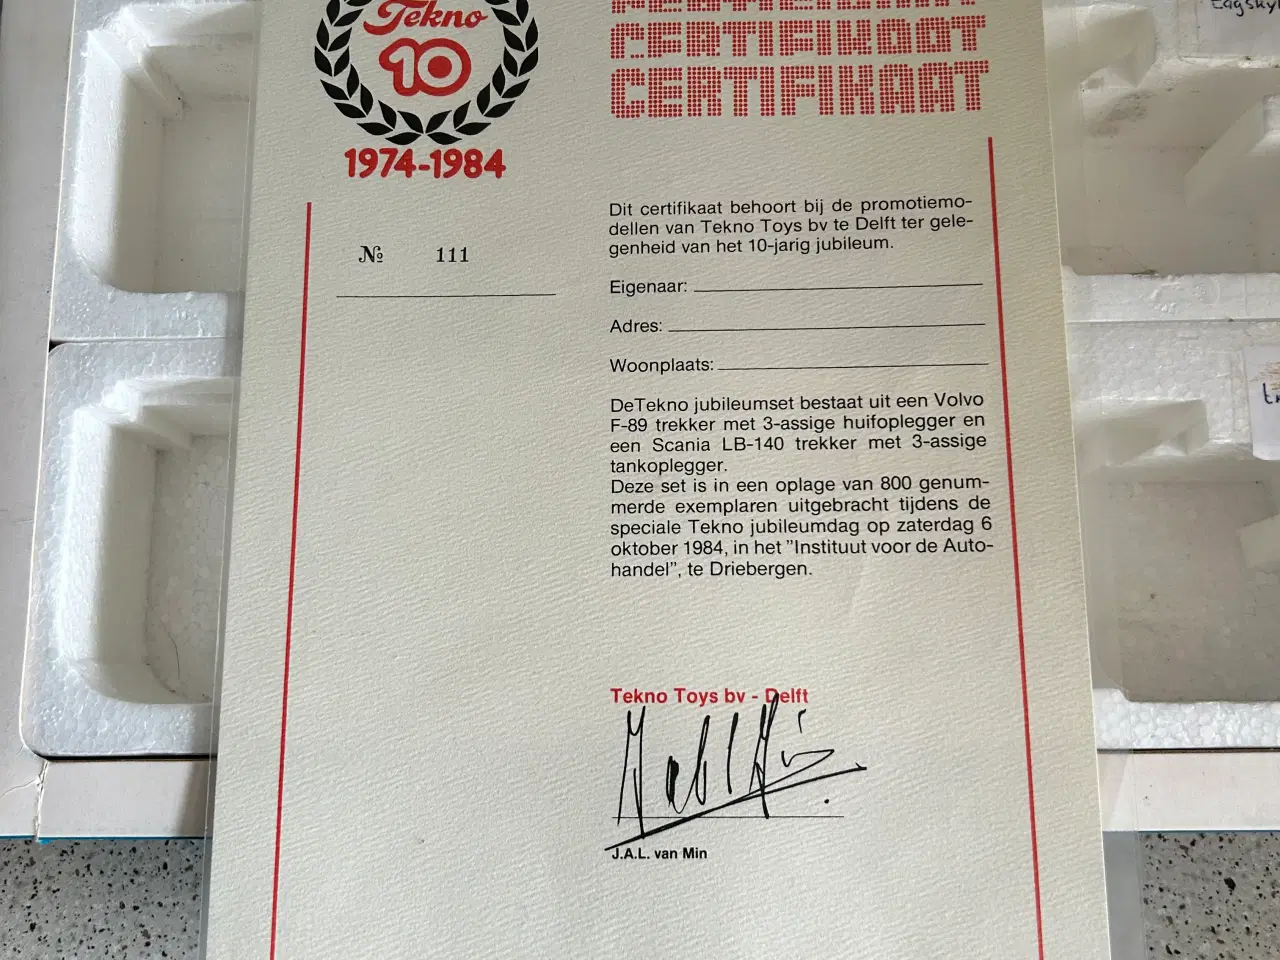 Tekno
10
1974-1984
CERTIFIKAAT
CERTIFIKAAT
CERTIFIKAAT
№ 111
Dit certifikaat behoort bij de promotiemo-
dellen van Tekno Toys bv te Delft ter gele-
genheid van het 10-jarig jubileum.
Eigenaar:
Adres:
Woonplaats:
DeTekno jubileumset bestaat uit een Volvo
F-89 trekker met 3-assige huifoplegger en
een Scania LB-140 trekker met 3-assige
tankoplegger.
Deze set is in een oplage van 800 genum-
merde exemplaren uitgebracht tijdens de
speciale Tekno jubileumdag op zaterdag 6
oktober 1984, in het "Instituut voor de Auto-
handel", te Driebergen.
Tekno Toys bv - Delft
J.A.L. van Min